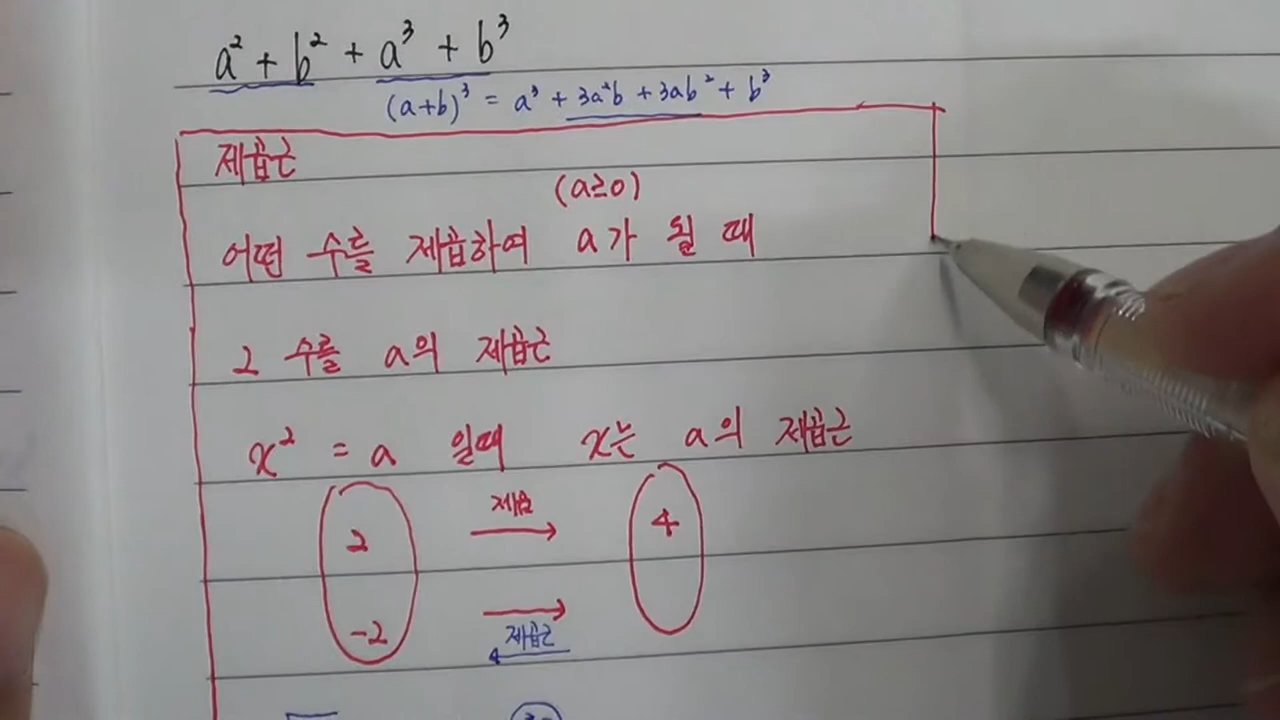 a² + b² + a³ + b³
(a+b)³ = a³ + 3a²b + 3ab² + b³
제곱근
(a≥0)
어떤 수를 제곱하여 a가 될 때
그 수를 a의 제곱근
x² = a 일때 x는 a의 제곱근
제곱
2 4
-2
제곱근